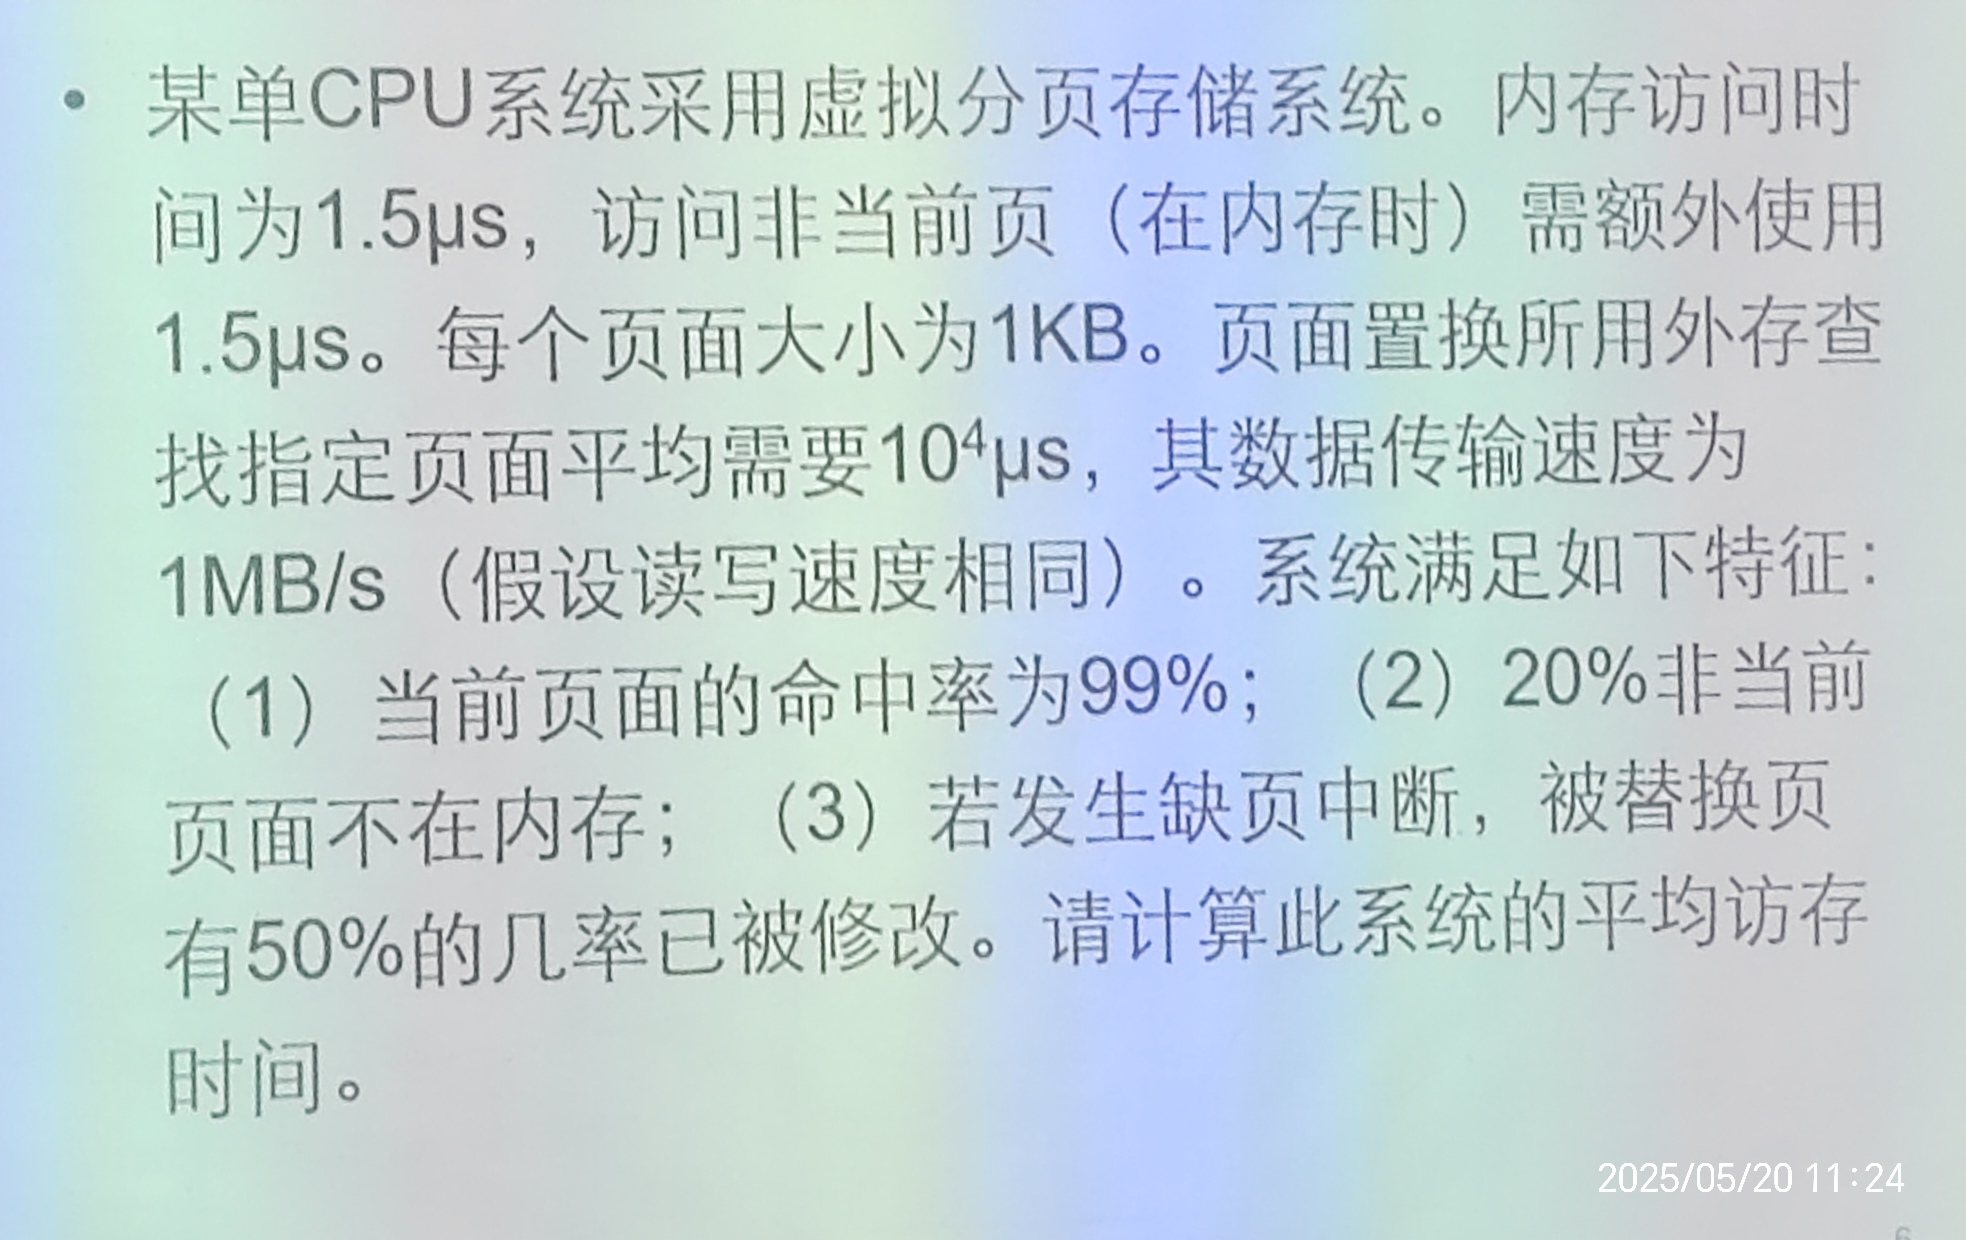 • 某单CPU系统采用虚拟分页存储系统。内存访问时
间为1.5μs，访问非当前页（在内存时）需额外使用
1.5μs。每个页面大小为1KB。页面置换所用外存查
找指定页面平均需要10⁴μs，其数据传输速度为
1MB/s（假设读写速度相同）。系统满足如下特征：
（1）当前页面的命中率为99%；（2）20%非当前
页面不在内存；（3）若发生缺页中断，被替换页
有50%的几率已被修改。请计算此系统的平均访存
时间。
2025/05/20 11:24
6